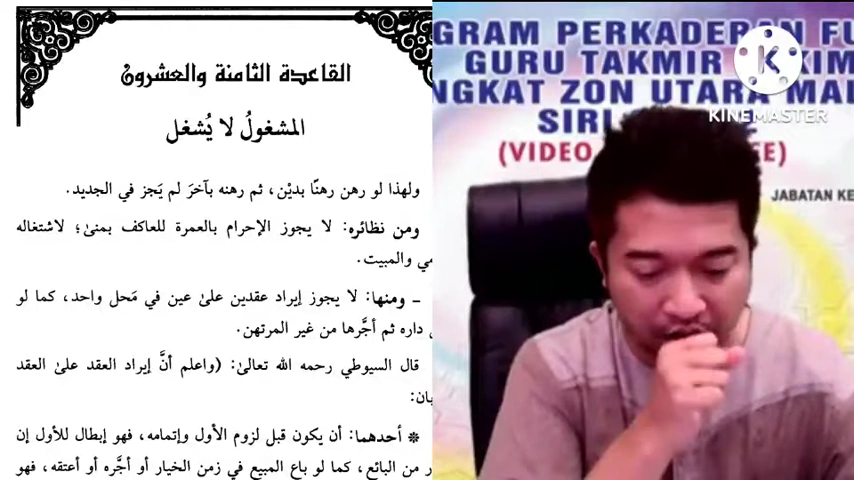 القاعدة الثامنة والعشرون
المشغولُ لا يُشغل
ولهذا لو رهن رهنًا بديْن، ثم رهنه بآخرَ لم يَجز في الجديد.
ومن نظائره: لا يجوز الإحرام بالعمرة للعاكف بمنىٰ؛ لاشتغاله
والمبيت.
ـ ومنها: لا يجوز إيراد عقدين علىٰ عين في مَحل واحد، كما لو
داره ثم أجَّرها من غير المرتهن.
قال السيوطي رحمه الله تعالىٰ: (واعلم أنَّ إيراد العقد علىٰ العقد
* أحدهما: أن يكون قبل لزوم الأول وإتمامه، فهو إبطال للأول إن
من البائع، كما لو باع المبيع في زمن الخيار أو أجَّره أو أعتقه، فهو
GRAM PERKADERAN FU
GURU TAKMIR
NGKAT ZON UTARA
SIRI
(VIDEO
JABATAN KE
K
KINEMASTER